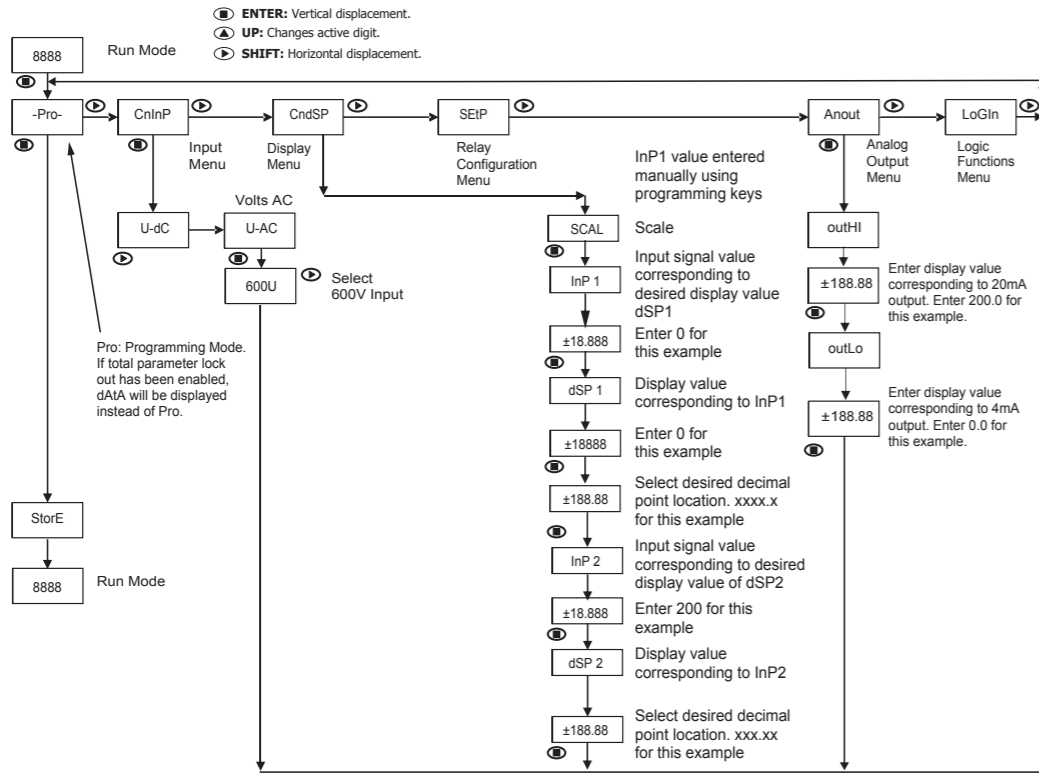 ENTER: Vertical displacement.
UP: Changes active digit.
SHIFT: Horizontal displacement.
8888
Run Mode
-Pro-
CnInP
CndSP
SEtP
Anout
LoGIn
Input
Menu
Display
Menu
Relay
Configuration
Menu
Analog
Output
Menu
Logic
Functions
Menu
InP1 value entered
manually using
programming keys
Volts AC
U-dC
U-AC
600U
Select
600V Input
Pro: Programming Mode.
If total parameter lock
out has been enabled,
dAtA will be displayed
instead of Pro.
StorE
8888
Run Mode
SCAL
Scale
InP 1
Input signal value
corresponding to
desired display value
dSP1
±18.888
Enter 0 for
this example
dSP 1
Display value
corresponding to InP1
±18888
Enter 0 for
this example
±188.88
Select desired decimal
point location. xxxx.x
for this example
InP 2
Input signal value
corresponding to desired
display value of dSP2
±18.888
Enter 200 for this
example
dSP 2
Display value
corresponding to InP2
±188.88
Select desired decimal
point location. xxx.xx
for this example
outHI
±188.88
Enter display value
corresponding to 20mA
output. Enter 200.0 for
this example.
outLo
±188.88
Enter display value
corresponding to 4mA
output. Enter 0.0 for
this example.